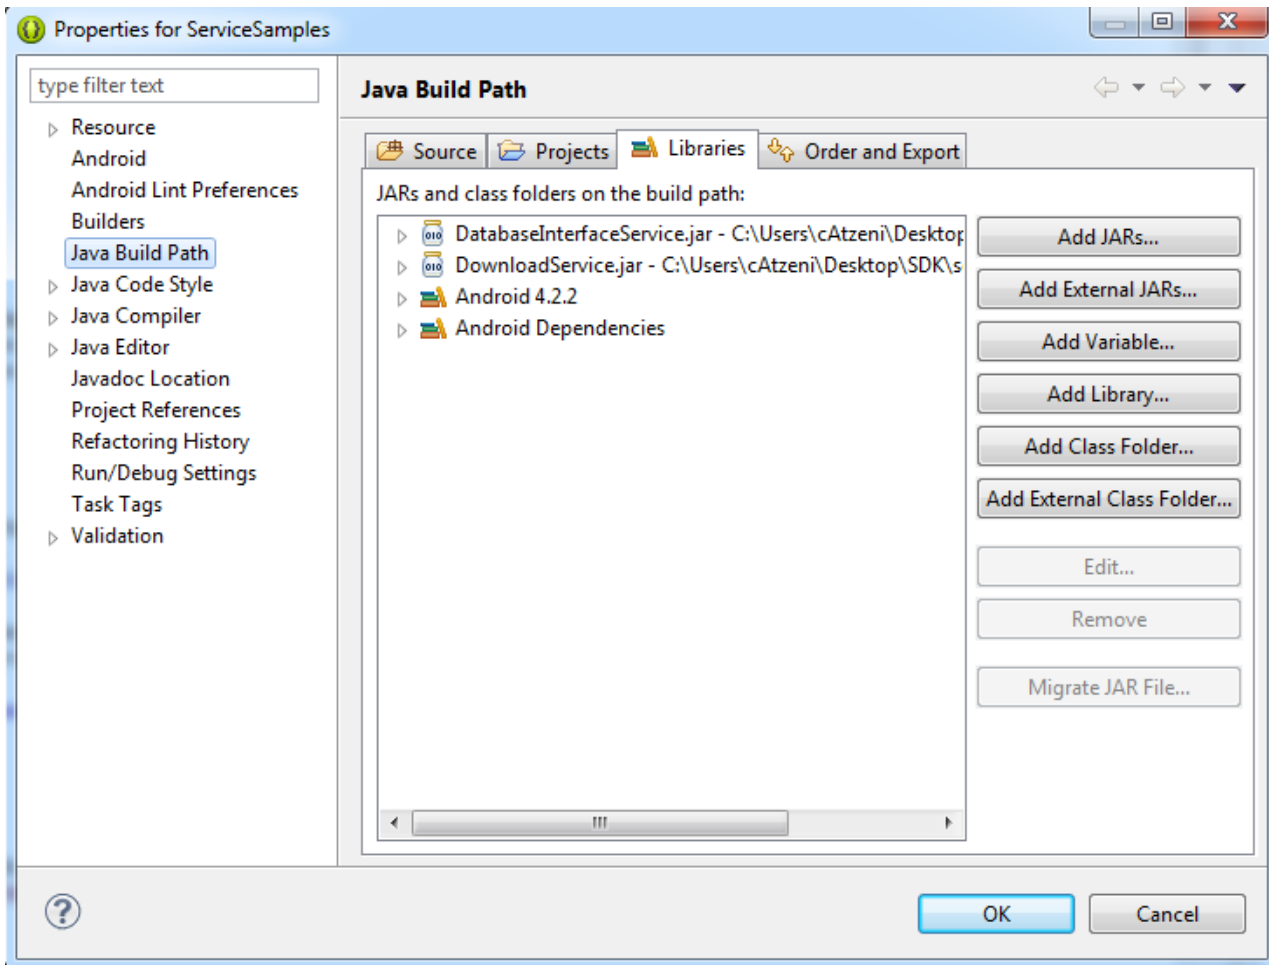 Properties for ServiceSamples
type filter text
Resource
Android
Android Lint Preferences
Builders
Java Build Path
Java Code Style
Java Compiler
Java Editor
Javadoc Location
Project References
Refactoring History
Run/Debug Settings
Task Tags
Validation
Java Build Path
Source Projects Libraries Order and Export
JARs and class folders on the build path:
DatabaseInterfaceService.jar - C:\Users\cAtzeni\Desktop
DownloadService.jar - C:\Users\cAtzeni\Desktop\SDK\s
Android 4.2.2
Android Dependencies
Add JARs...
Add External JARs...
Add Variable...
Add Library...
Add Class Folder...
Add External Class Folder...
Edit...
Remove
Migrate JAR File...
OK Cancel